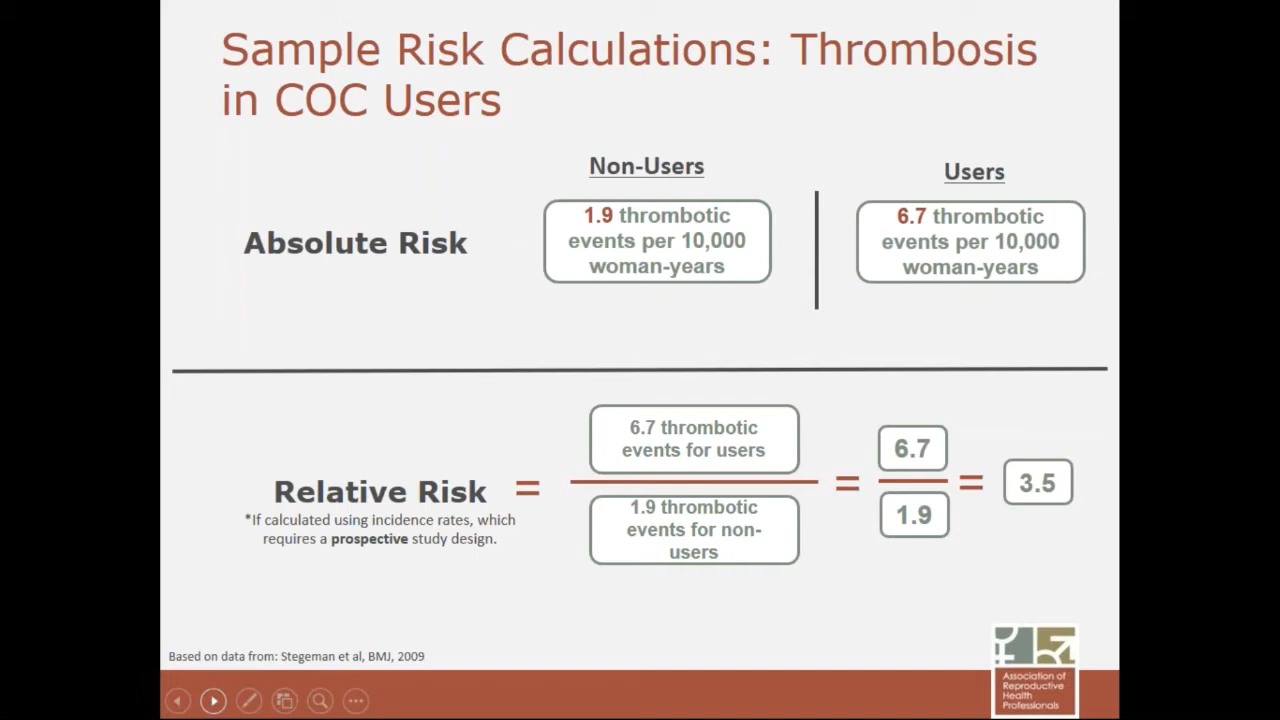 Sample Risk Calculations: Thrombosis
in COC Users
Non-Users
Users
Absolute Risk
1.9 thrombotic
events per 10,000
woman-years
6.7 thrombotic
events per 10,000
woman-years
Relative Risk
*If calculated using incidence rates, which
requires a prospective study design.
=
6.7 thrombotic
events for users
1.9 thrombotic
events for non-
users
=
6.7
1.9
=
3.5
Based on data from: Stegeman et al, BMJ, 2009
Association of
Reproductive
Health
Professionals